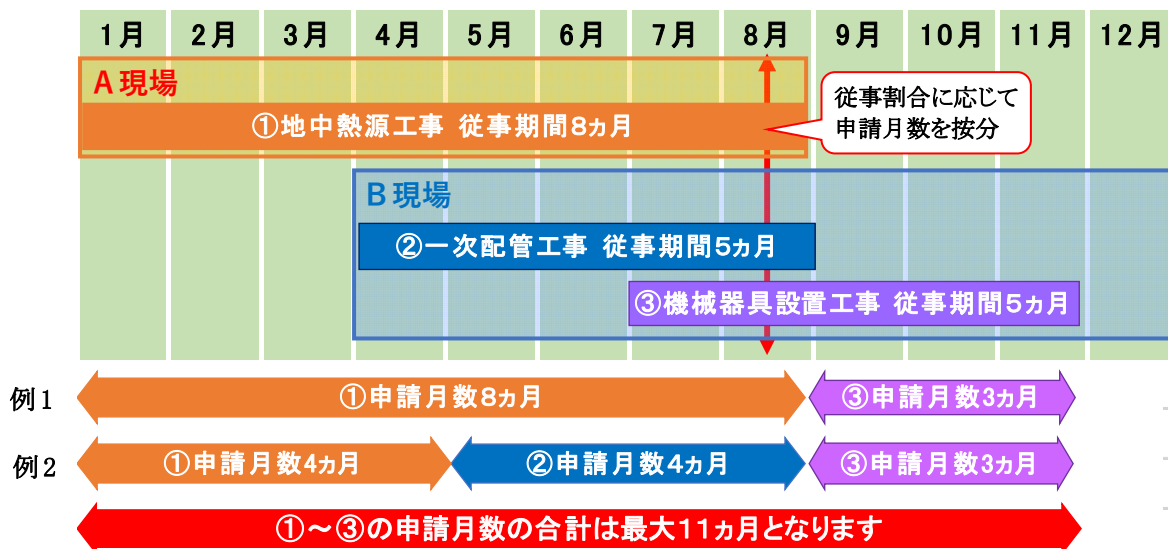 1月 2月 3月 4月 5月 6月 7月 8月 9月 10月 11月 12月
A現場
①地中熱源工事 従事期間8ヵ月
従事割合に応じて
申請月数を按分
B現場
②一次配管工事 従事期間5ヵ月
③機械器具設置工事 従事期間5ヵ月
例1 ①申請月数8ヵ月 ③申請月数3ヵ月
例2 ①申請月数4ヵ月 ②申請月数4ヵ月 ③申請月数3ヵ月
①～③の申請月数の合計は最大11ヵ月となります